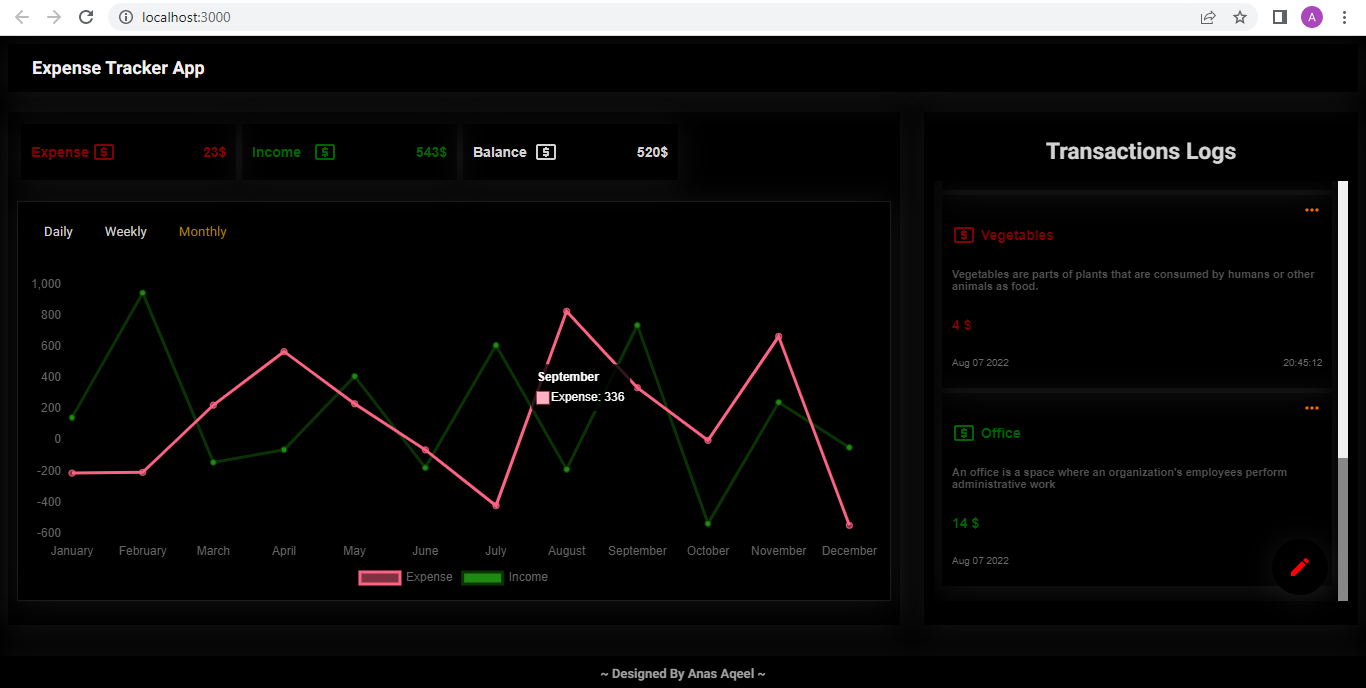 localhost:3000
A
Expense Tracker App
Expense $ 23$
Income $ 543$
Balance $ 520$
Daily Weekly Monthly
1,000
800
600
400
200
0
-200
-400
-600
September
Expense: 336
January February March April May June July August September October November December
Expense Income
Transactions Logs
$ Vegetables
Vegetables are parts of plants that are consumed by humans or other
animals as food.
4 $
Aug 07 2022 20:45:12
$ Office
An office is a space where an organization's employees perform
administrative work
14 $
Aug 07 2022
~ Designed By Anas Aqeel ~